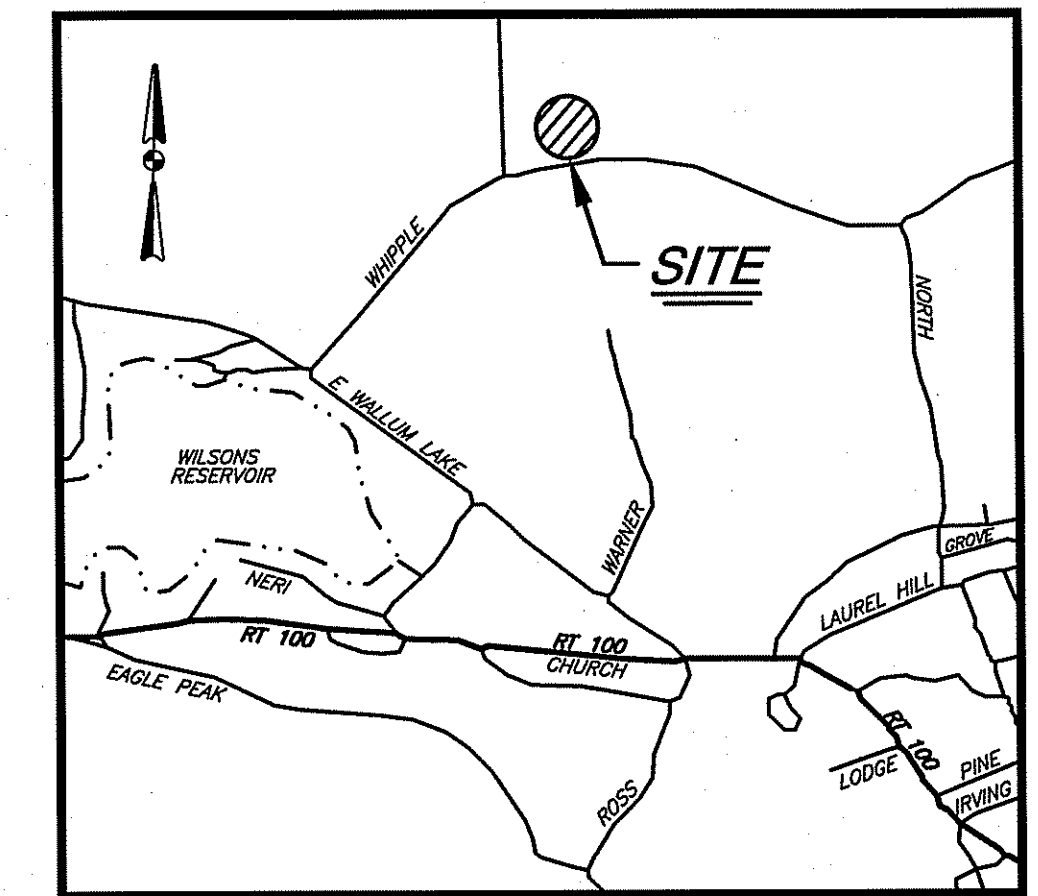 SITE
WHIPPLE
NORTH
E WALLUM LAKE
WILSONS
RESERVOIR
WARNER
GROVE
NERI
LAUREL HILL
RT 100
RT 100
CHURCH
EAGLE PEAK
RT 100
LODGE
PINE
IRVING
ROSS